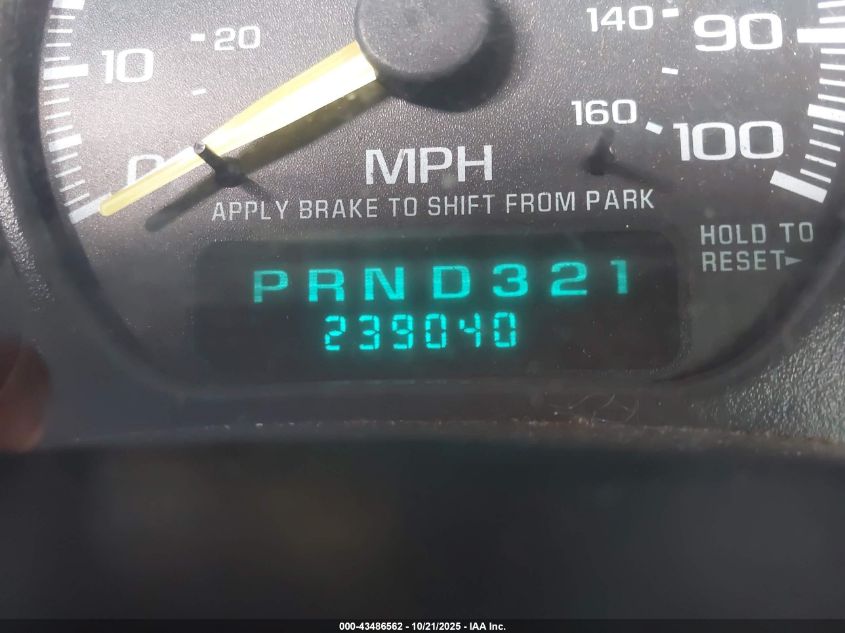 140 90
10 20
160 100
0
MPH
APPLY BRAKE TO SHIFT FROM PARK
HOLD TO
RESET
PRND321
239040
000-43486562 - 10/21/2025 - IAA Inc.